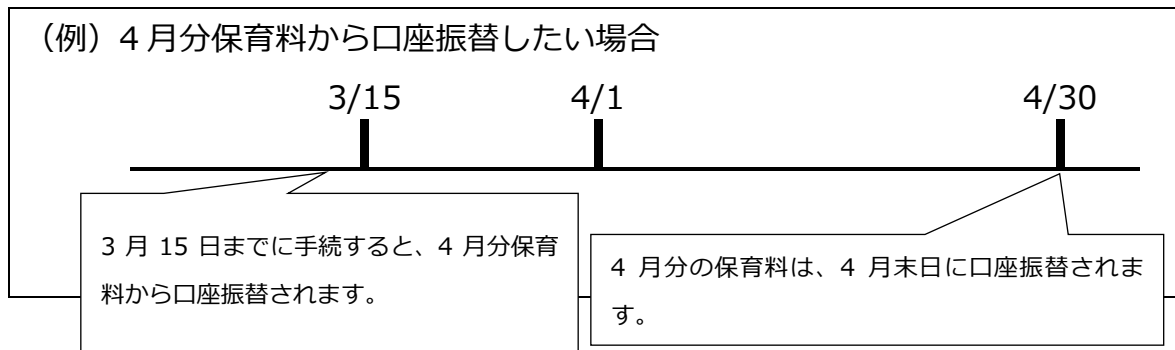 （例）４月分保育料から口座振替したい場合
3/15 4/1 4/30
3 月 15 日までに手続すると、4 月分保育
料から口座振替されます。
4 月分の保育料は、4 月末日に口座振替されま
す。